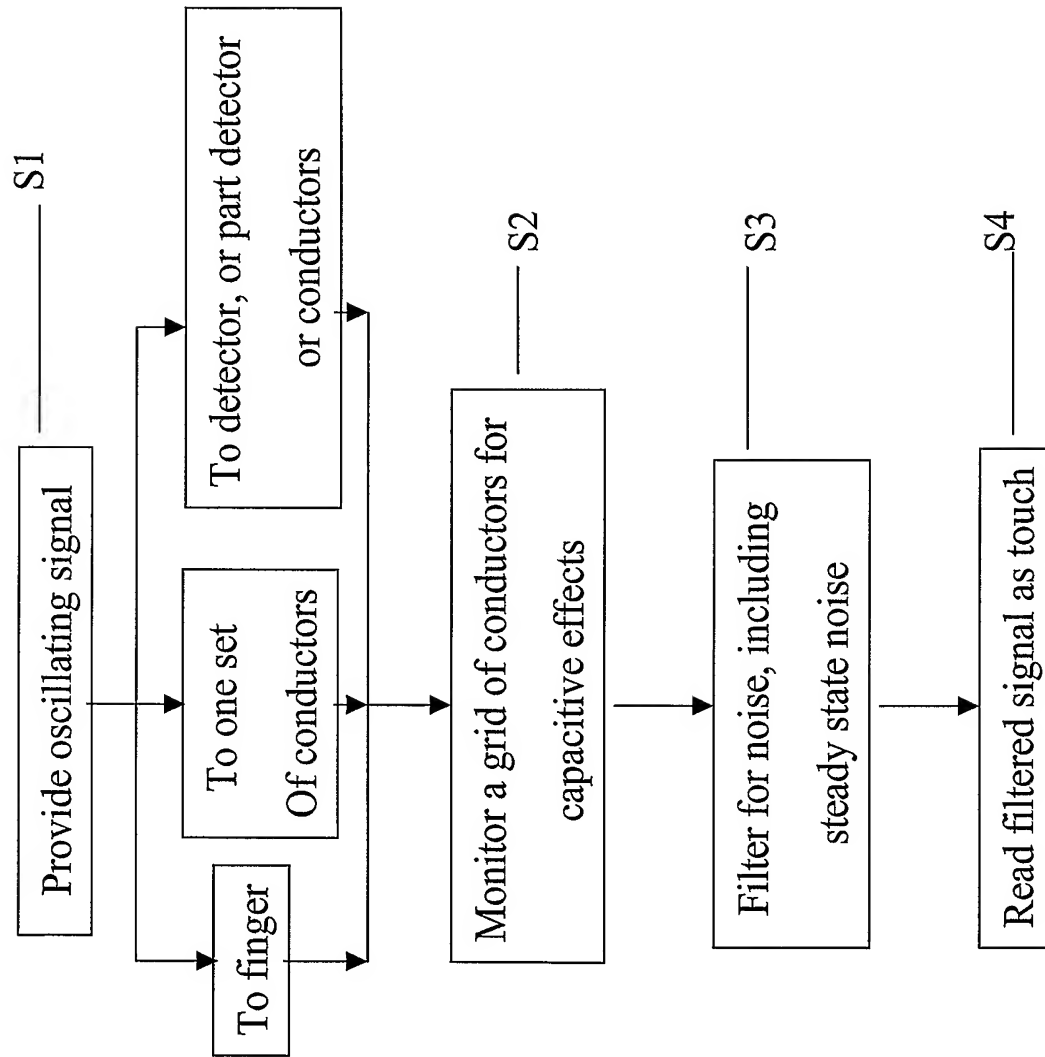 Provide oscillating signal
S1
To finger
To one set
Of conductors
To detector, or part detector
or conductors
Monitor a grid of conductors for
capacitive effects
S2
Filter for noise, including
steady state noise
S3
Read filtered signal as touch
S4